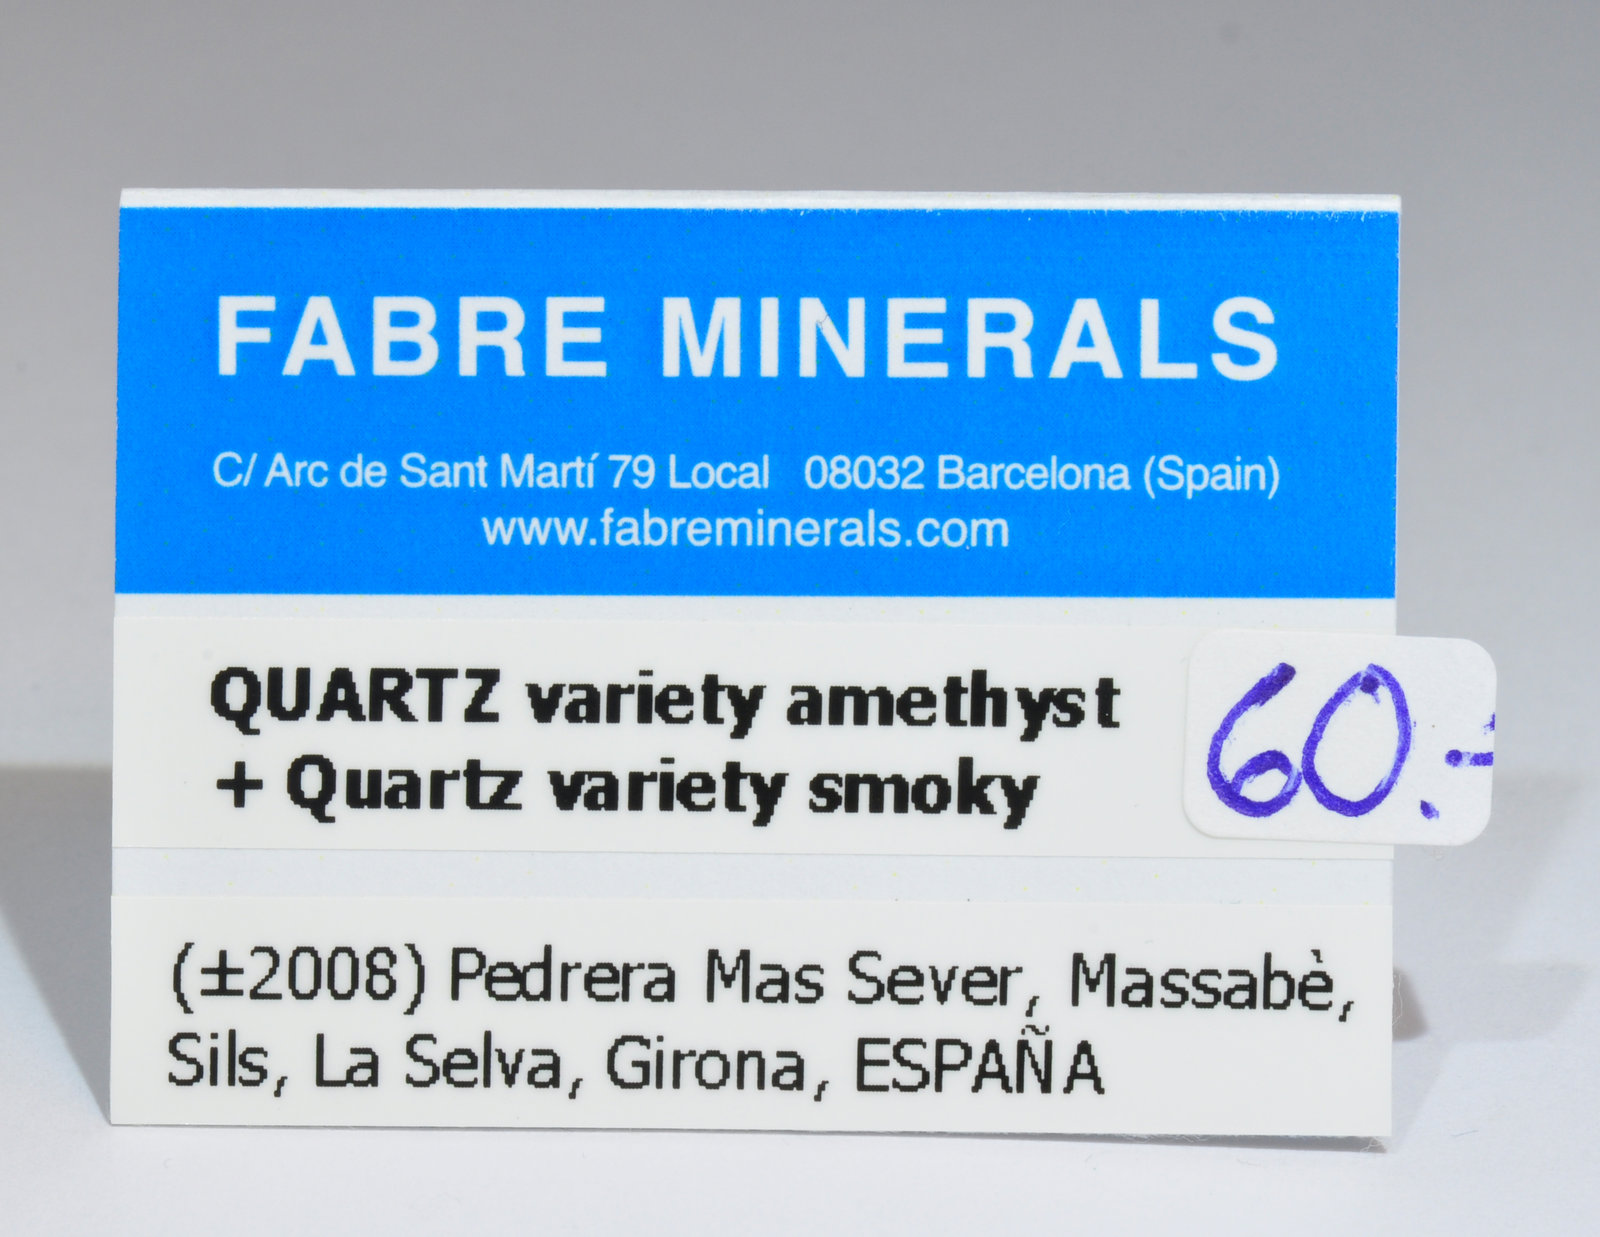 FABRE MINERALS
C/ Arc de Sant Martí 79 Local 08032 Barcelona (Spain)
www.fabreminerals.com
QUARTZ variety amethyst
+ Quartz variety smoky
60.-
(±2008) Pedrera Mas Sever, Massabè,
Sils, La Selva, Girona, ESPAÑA